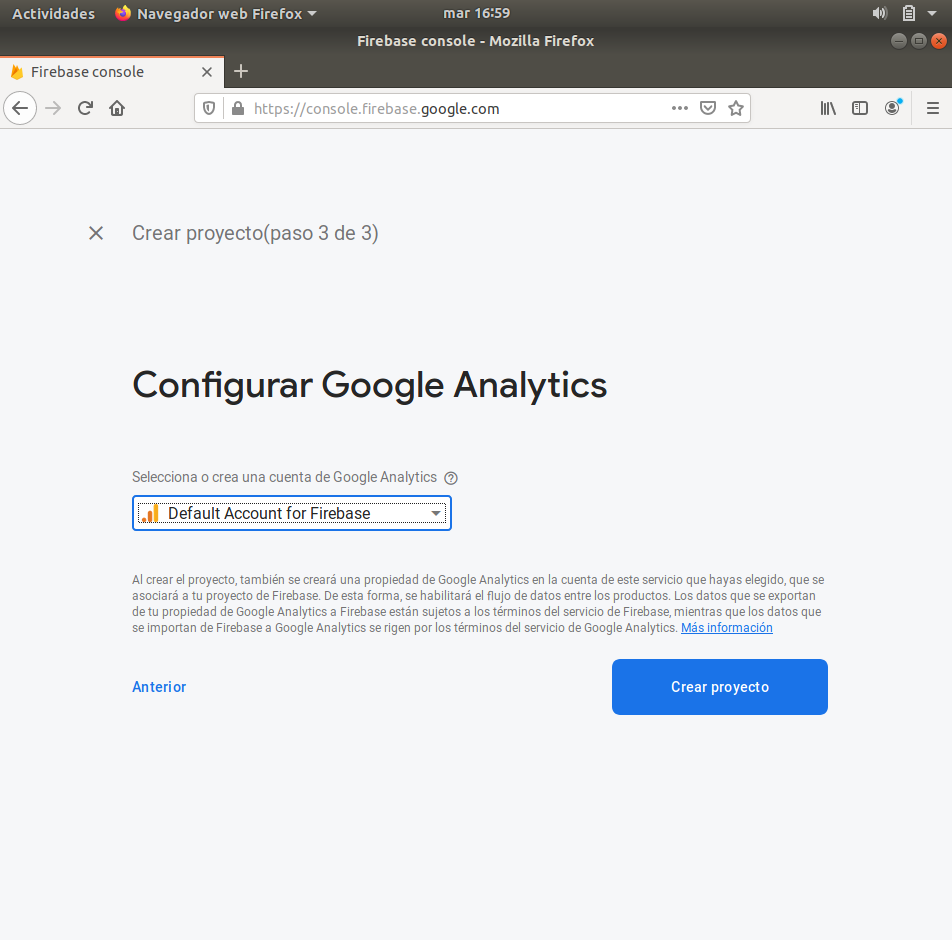 Actividades
Navegador web Firefox
mar 16:59
Firebase console - Mozilla Firefox
Firebase console
https://console.firebase.google.com
Crear proyecto(paso 3 de 3)
Configurar Google Analytics
Selecciona o crea una cuenta de Google Analytics
Default Account for Firebase
Al crear el proyecto, también se creará una propiedad de Google Analytics en la cuenta de este servicio que hayas elegido, que se
asociará a tu proyecto de Firebase. De esta forma, se habilitará el flujo de datos entre los productos. Los datos que se exportan
de tu propiedad de Google Analytics a Firebase están sujetos a los términos del servicio de Firebase, mientras que los datos que
se importan de Firebase a Google Analytics se rigen por los términos del servicio de Google Analytics. Más información
Anterior
Crear proyecto